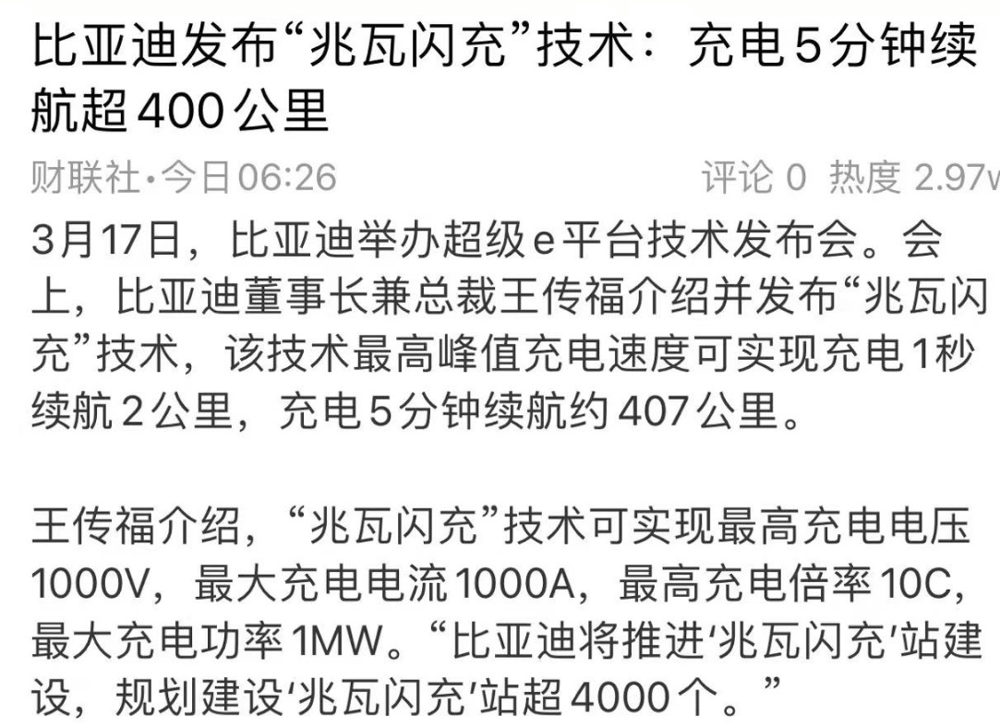 比亚迪发布“兆瓦闪充”技术：充电5分钟续
航超400公里
财联社·今日06:26 评论 0 热度 2.97w
3月17日，比亚迪举办超级e平台技术发布会。会
上，比亚迪董事长兼总裁王传福介绍并发布“兆瓦闪
充”技术，该技术最高峰值充电速度可实现充电1秒
续航2公里，充电5分钟续航约407公里。
王传福介绍，“兆瓦闪充”技术可实现最高充电电压
1000V，最大充电电流1000A，最高充电倍率10C，
最大充电功率1MW。“比亚迪将推进‘兆瓦闪充’站建
设，规划建设‘兆瓦闪充’站超4000个。”